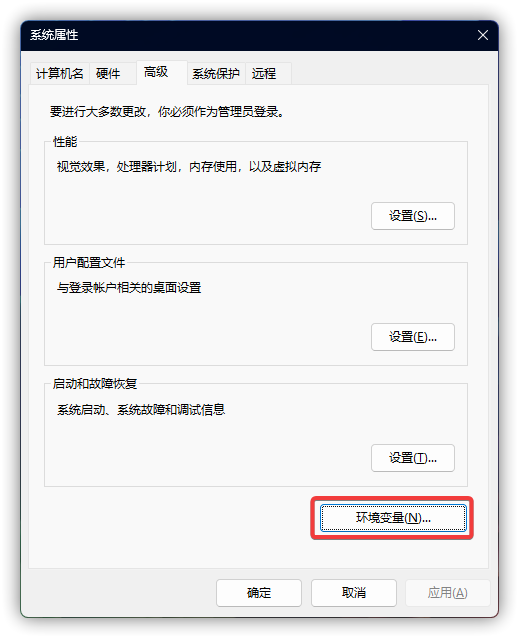 系统属性
计算机名 硬件 高级 系统保护 远程
要进行大多数更改，你必须作为管理员登录。
性能
视觉效果，处理器计划，内存使用，以及虚拟内存
设置(S)...
用户配置文件
与登录帐户相关的桌面设置
设置(E)...
启动和故障恢复
系统启动、系统故障和调试信息
设置(T)...
环境变量(N)...
确定 取消 应用(A)